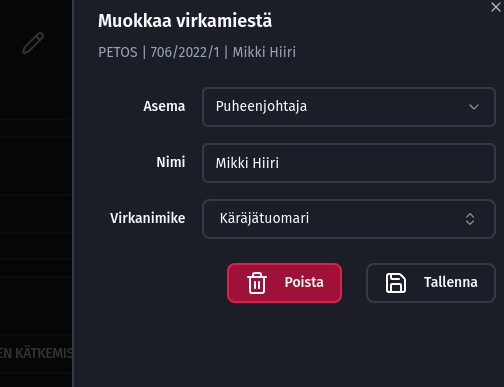 Muokkaa virkamiestä
PETOS | 706/2022/1 | Mikki Hiiri
Asema
Puheenjohtaja
Nimi
Mikki Hiiri
Virkanimike
Käräjätuomari
Poista
Tallenna
EN KÄTKEMIS